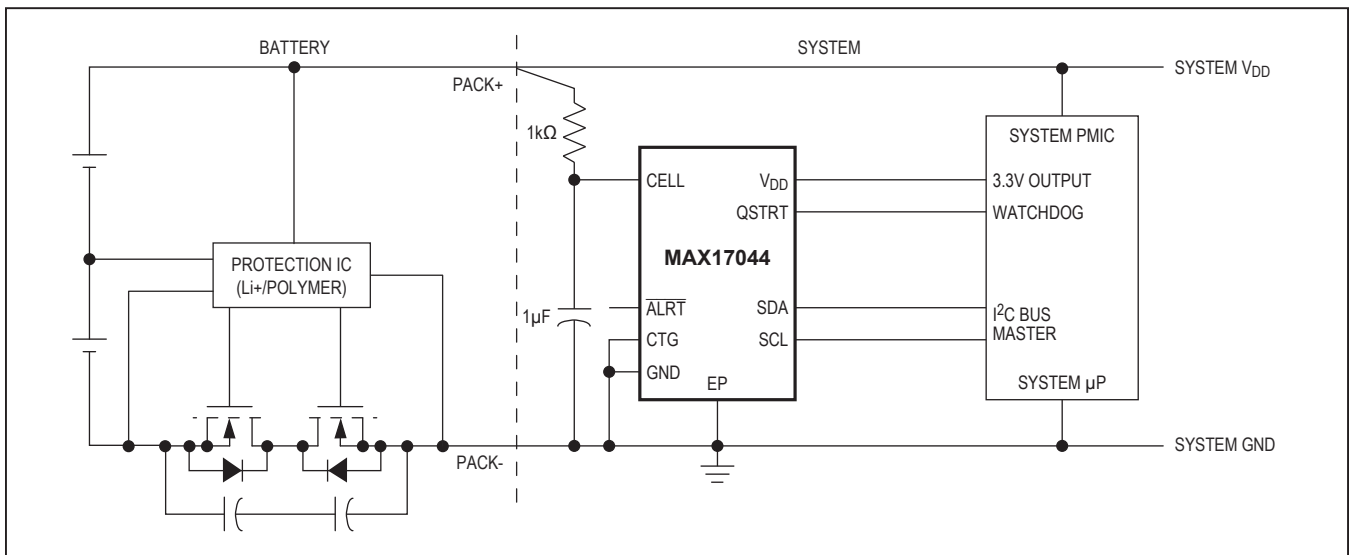 BATTERY
SYSTEM
SYSTEM VDD
PACK+
1kΩ
SYSTEM PMIC
CELL
VDD
3.3V OUTPUT
QSTRT
WATCHDOG
MAX17044
PROTECTION IC
(Li+/POLYMER)
1µF
ALRT
SDA
I2C BUS
MASTER
CTG
SCL
GND
EP
SYSTEM µP
PACK-
SYSTEM GND